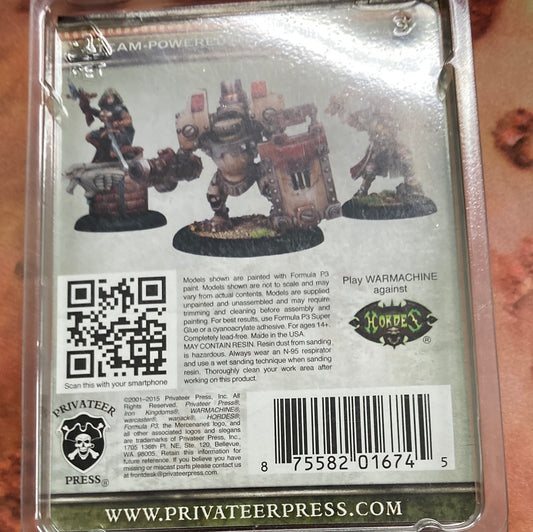 EAM-POWERE
PET
3
Models shown are painted with Formula P3
paint. Models shown are not to scale and may
vary from actual contents. Models are supplied
unpainted and unassembled and may require
trimming and cleaning before assembly and
painting. For best results, use Formula P3 Super
Glue or a cyanoacrylate adhesive. For ages 14+.
Completely lead-free. Made in the USA.
MAY CONTAIN RESIN. Resin dust from sanding
is hazardous. Always wear an N-95 respirator
and use a wet sanding technique when sanding
resin. Thoroughly clean your work area after
working on this product.
Play WARMACHINE
against
HORDES
®
Scan this with your smartphone
PRIVATEER
PRESS®
©2001–2015 Privateer Press, Inc. All
Rights Reserved. Privateer Press®,
Iron Kingdoms®, WARMACHINE®,
warcaster®, warjack®, HORDES®,
Formula P3, the Mercenaries logo, and
all other associated logos and slogans
are trademarks of Privateer Press, Inc.,
1705 136th Pl. NE, Ste. 120, Bellevue,
WA 98005. Retain this information for
future reference. If you believe you have
missing or miscast parts please contact us
at frontdesk@privateerpress.com.
8 75582 01674 5
WWW.PRIVATEERPRESS.COM